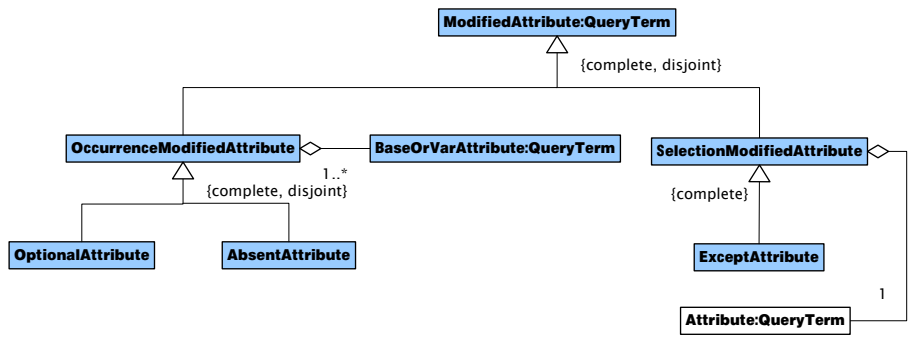 ModifiedAttribute:QueryTerm
{complete, disjoint}
OccurrenceModifiedAttribute
BaseOrVarAttribute:QueryTerm
SelectionModifiedAttribute
1..*
{complete, disjoint}
{complete}
OptionalAttribute
AbsentAttribute
ExceptAttribute
1
Attribute:QueryTerm